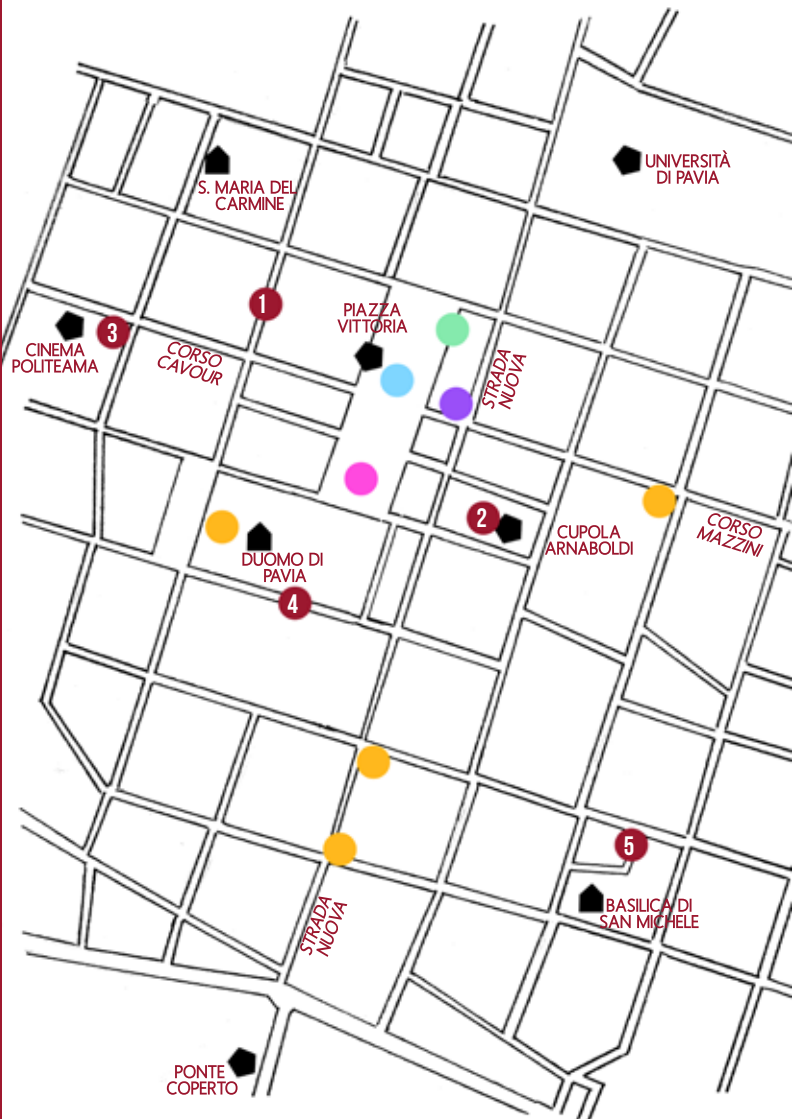 UNIVERSITÀ
DI PAVIA
S. MARIA DEL
CARMINE
1
PIAZZA
VITTORIA
3
CINEMA
POLITEAMA
CORSO
CAVOUR
STRADA
NUOVA
2
CUPOLA
ARNABOLDI
CORSO
MAZZINI
DUOMO DI
PAVIA
4
5
BASILICA DI
SAN MICHELE
STRADA
NUOVA
PONTE
COPERTO